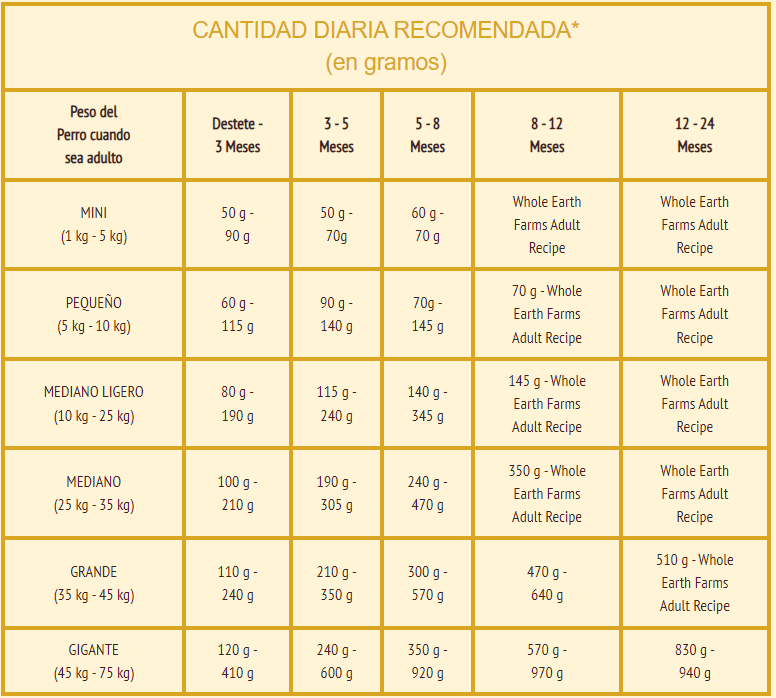 CANTIDAD DIARIA RECOMENDADA*
(en gramos)
Peso del
Perro cuando
sea adulto
Destete -
3 Meses
3 - 5
Meses
5 - 8
Meses
8 - 12
Meses
12 - 24
Meses
MINI
(1 kg - 5 kg)
50 g -
90 g
50 g -
70g
60 g -
70 g
Whole Earth
Farms Adult
Recipe
Whole Earth
Farms Adult
Recipe
PEQUEÑO
(5 kg - 10 kg)
60 g -
115 g
90 g -
140 g
70g -
145 g
70 g - Whole
Earth Farms
Adult Recipe
Whole Earth
Farms Adult
Recipe
MEDIANO LIGERO
(10 kg - 25 kg)
80 g -
190 g
115 g -
240 g
140 g -
345 g
145 g - Whole
Earth Farms
Adult Recipe
Whole Earth
Farms Adult
Recipe
MEDIANO
(25 kg - 35 kg)
100 g -
210 g
190 g -
305 g
240 g -
470 g
350 g - Whole
Earth Farms
Adult Recipe
Whole Earth
Farms Adult
Recipe
GRANDE
(35 kg - 45 kg)
110 g -
240 g
210 g -
350 g
300 g -
570 g
470 g -
640 g
510 g - Whole
Earth Farms
Adult Recipe
GIGANTE
(45 kg - 75 kg)
120 g -
410 g
240 g -
600 g
350 g -
920 g
570 g -
970 g
830 g -
940 g